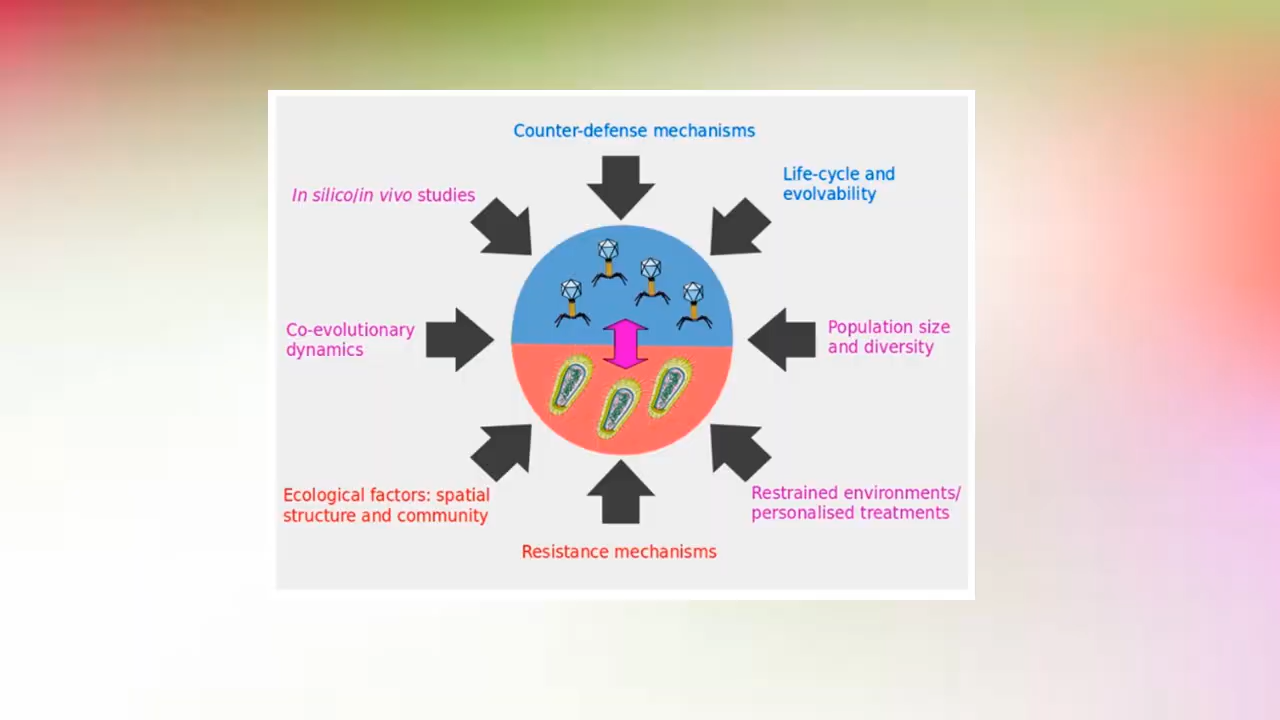 Counter-defense mechanisms
Life-cycle and
evolvability
In silico/in vivo studies
Co-evolutionary
dynamics
Population size
and diversity
Ecological factors: spatial
structure and community
Restrained environments/
personalised treatments
Resistance mechanisms